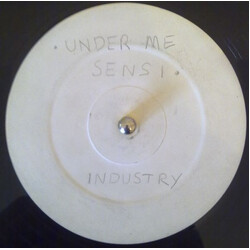 . UNDER ME
SENSI .
INDUSTRY